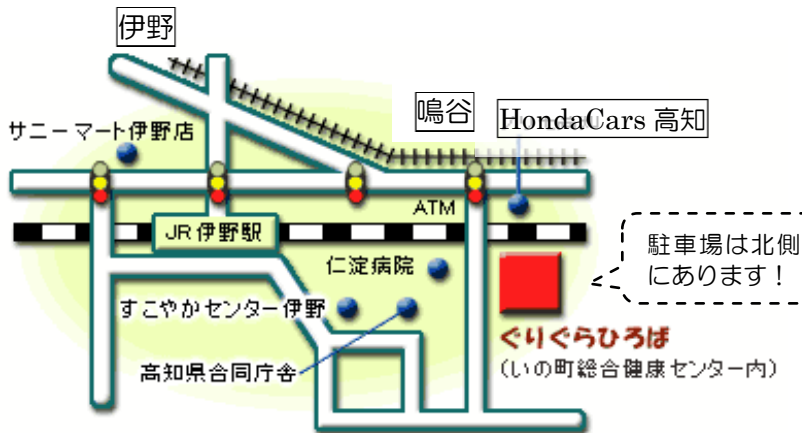 伊野
鳴谷
HondaCars 高知
サニーマート伊野店
ATM
JR伊野駅
駐車場は北側
にあります！
仁淀病院
すこやかセンター伊野
ぐりぐらひろば
高知県合同庁舎
(いの町総合健康センター内)